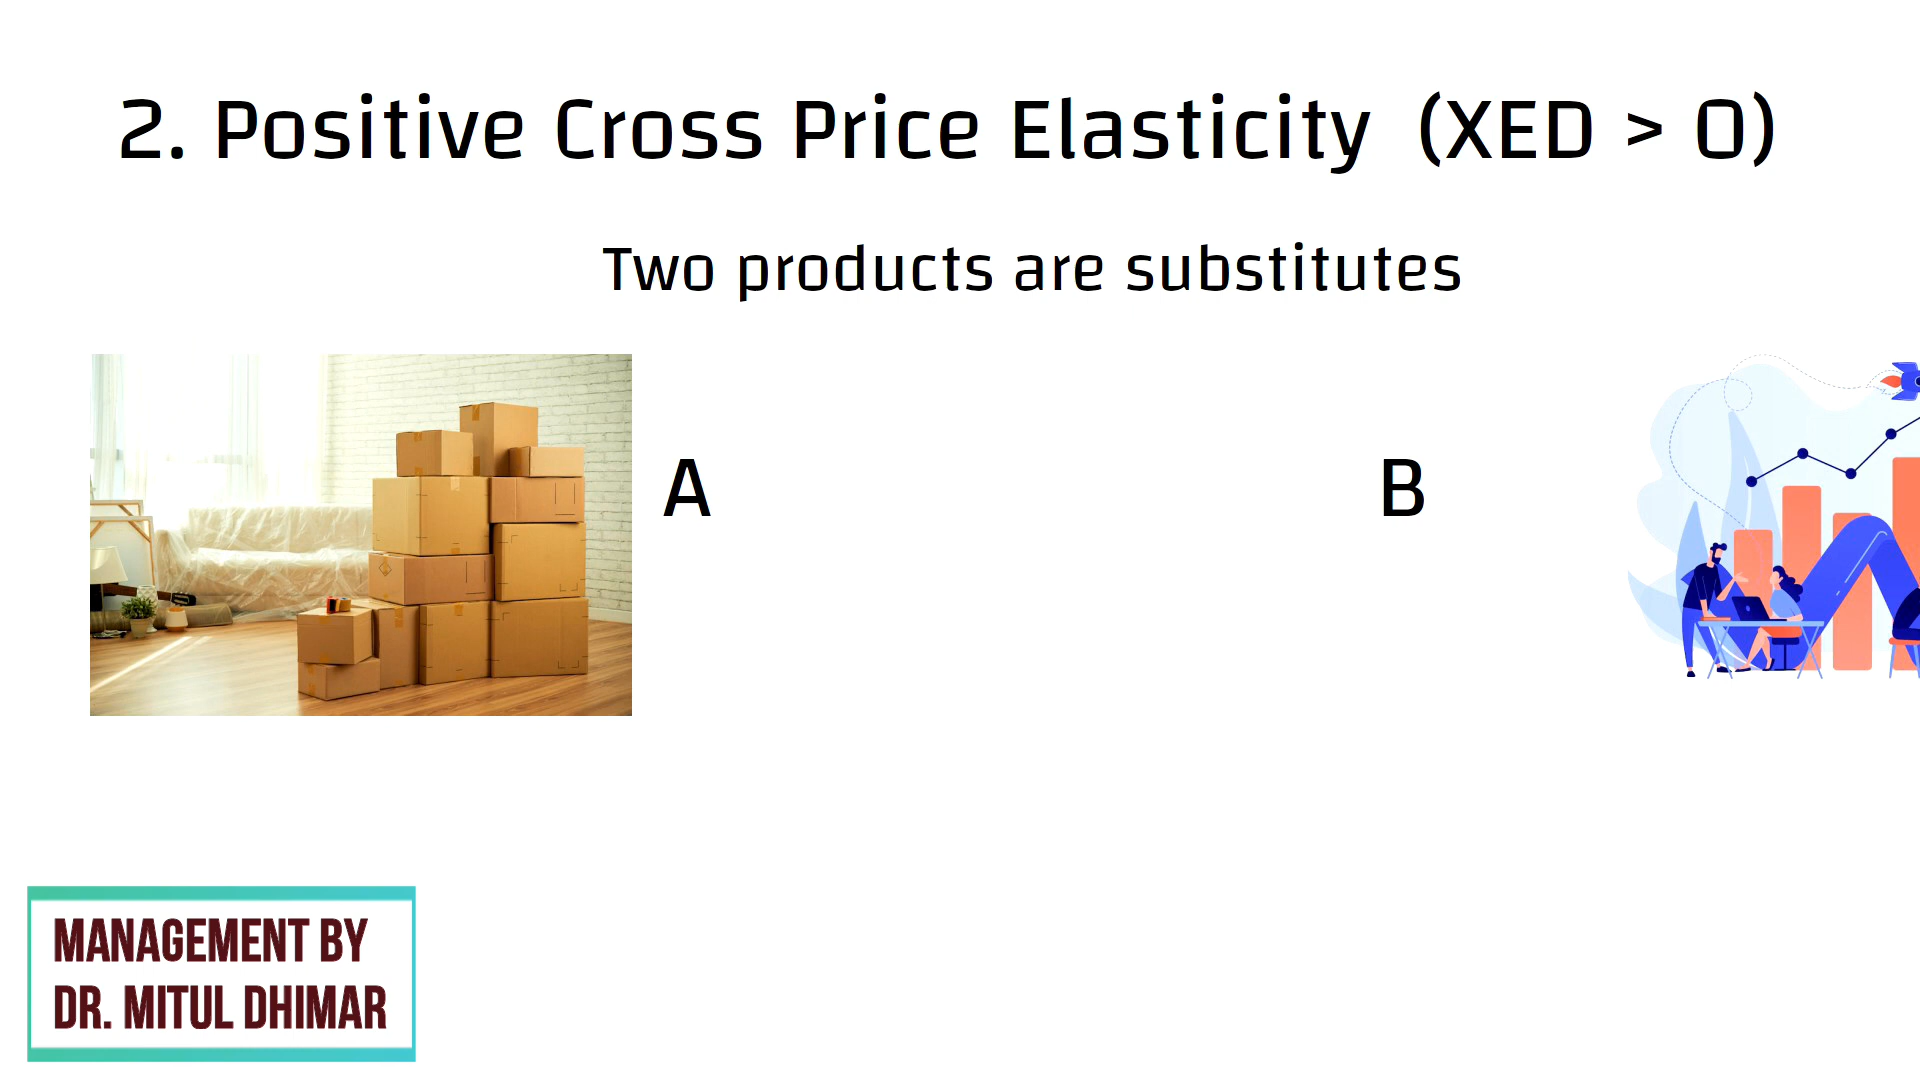 2. Positive Cross Price Elasticity (XED > 0)
Two products are substitutes
A
B
MANAGEMENT BY
DR. MITUL DHIMAR